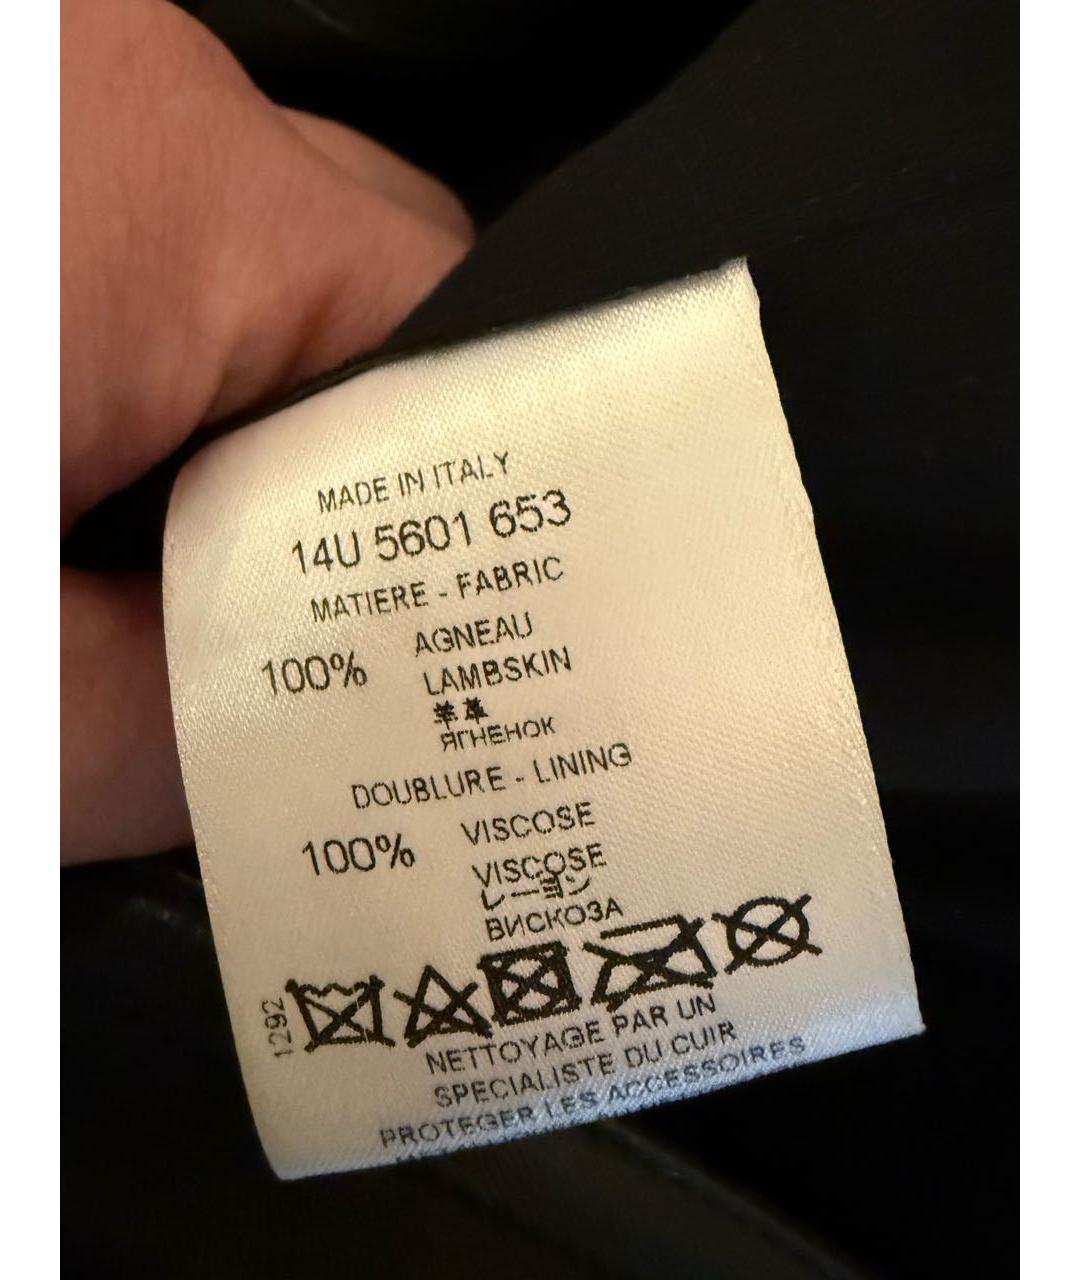 MADE IN ITALY
14U 5601 653
MATIERE - FABRIC
100% AGNEAU
LAMBSKIN
羊革
ЯГНЕНОК
DOUBLURE - LINING
100% VISCOSE
VISCOSE
レーヨン
ВИСКОЗА
1292
NETTOYAGE PAR UN
SPECIALISTE DU CUIR
PROTEGER LES ACCESSOIRES